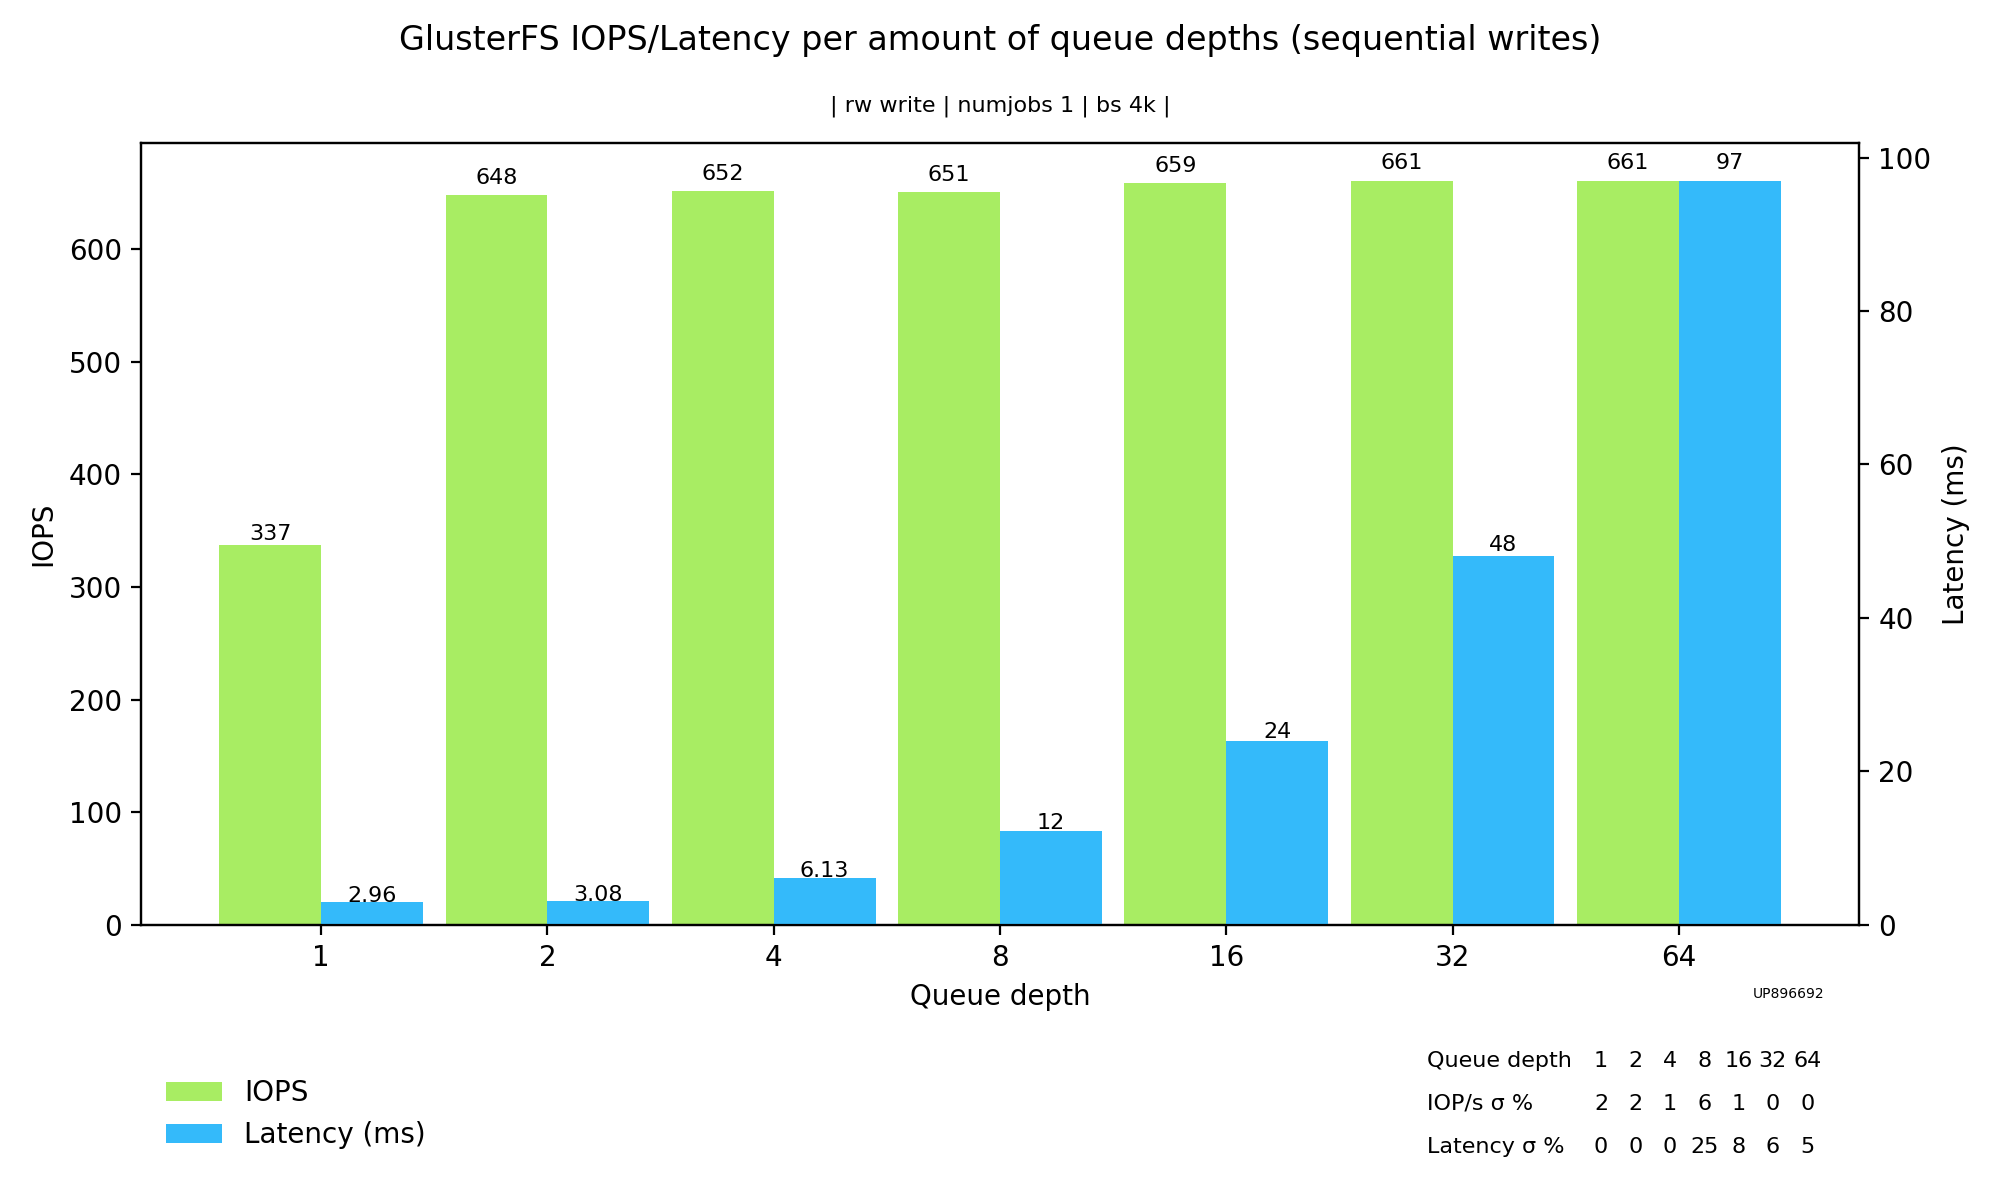 GlusterFS IOPS/Latency per amount of queue depths (sequential writes)
| rw write | numjobs 1 | bs 4k |
648 652 651 659 661 661 97
337 48
24
12
2.96 3.08 6.13
600
500
400
300
200
100
0
IOPS
100
80
60
40
20
0
Latency (ms)
1 2 4 8 16 32 64
Queue depth
UP896692
IOPS
Latency (ms)
Queue depth 1 2 4 8 16 32 64
IOP/s σ % 2 2 1 6 1 0 0
Latency σ % 0 0 0 25 8 6 5